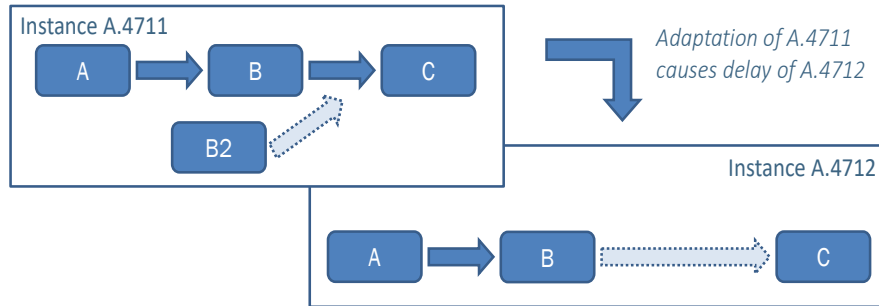 Instance A.4711
A
B
C
B2
Adaptation of A.4711
causes delay of A.4712
Instance A.4712
A
B
C